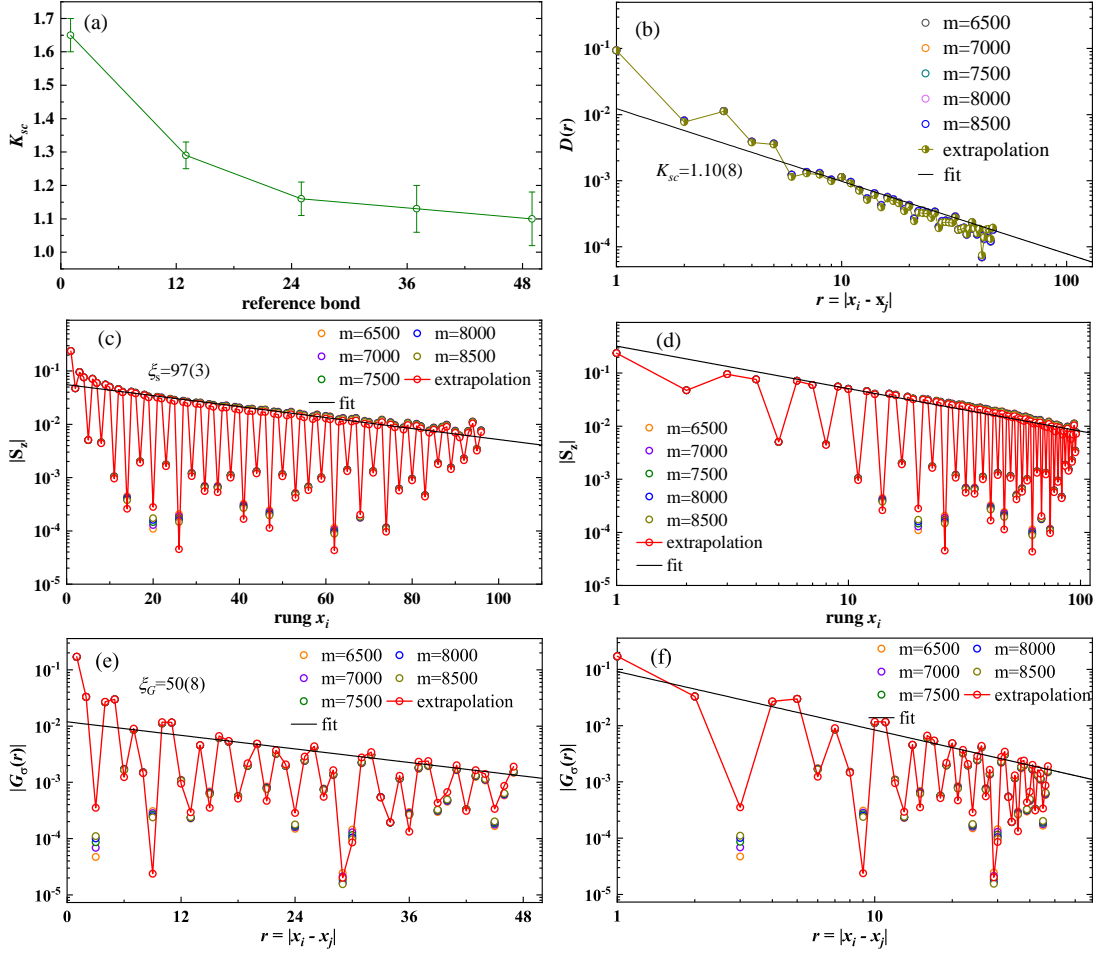 (a)
1.7
1.6
1.5
1.4
1.3
1.2
1.1
1.0
K_sc
0 12 24 36 48
reference bond
(b)
m=6500
m=7000
m=7500
m=8000
m=8500
extrapolation
fit
K_sc=1.10(8)
10^-1
10^-2
10^-3
10^-4
D(r)
1 10 100
r = |x_i - x_j|
(c)
m=6500 m=8000
m=7000 m=8500
m=7500 extrapolation
fit
ξ_s=97(3)
10^0
10^-1
10^-2
10^-3
10^-4
10^-5
|S_z|
0 20 40 60 80 100
rung x_i
(d)
m=6500
m=7000
m=7500
m=8000
m=8500
extrapolation
fit
10^0
10^-1
10^-2
10^-3
10^-4
10^-5
|S_z|
1 10 100
rung x_i
(e)
m=6500 m=8000
m=7000 m=8500
m=7500 extrapolation
fit
ξ_G=50(8)
10^-1
10^-2
10^-3
10^-4
10^-5
|G_σ(r)|
0 12 24 36 48
r = |x_i - x_j|
(f)
m=6500 m=8000
m=7000 m=8500
m=7500 extrapolation
fit
10^-1
10^-2
10^-3
10^-4
10^-5
|G_σ(r)|
1 10
r = |x_i - x_j|